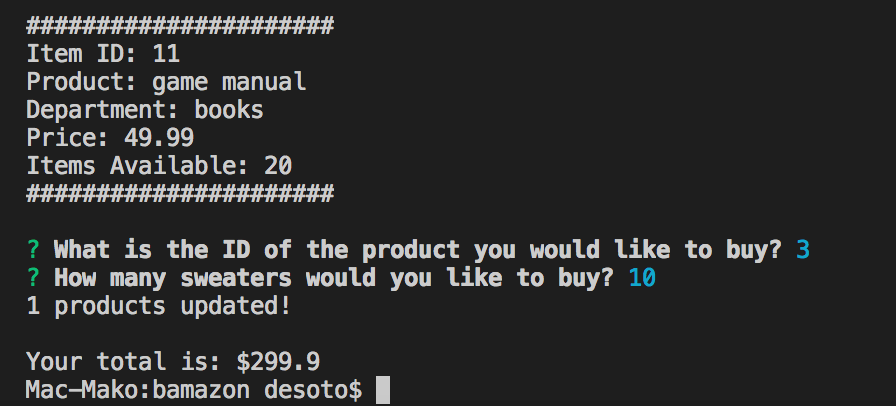 ######################
Item ID: 11
Product: game manual
Department: books
Price: 49.99
Items Available: 20
######################
? What is the ID of the product you would like to buy? 3
? How many sweaters would you like to buy? 10
1 products updated!
Your total is: $299.9
Mac-Mako:bamazon desoto$